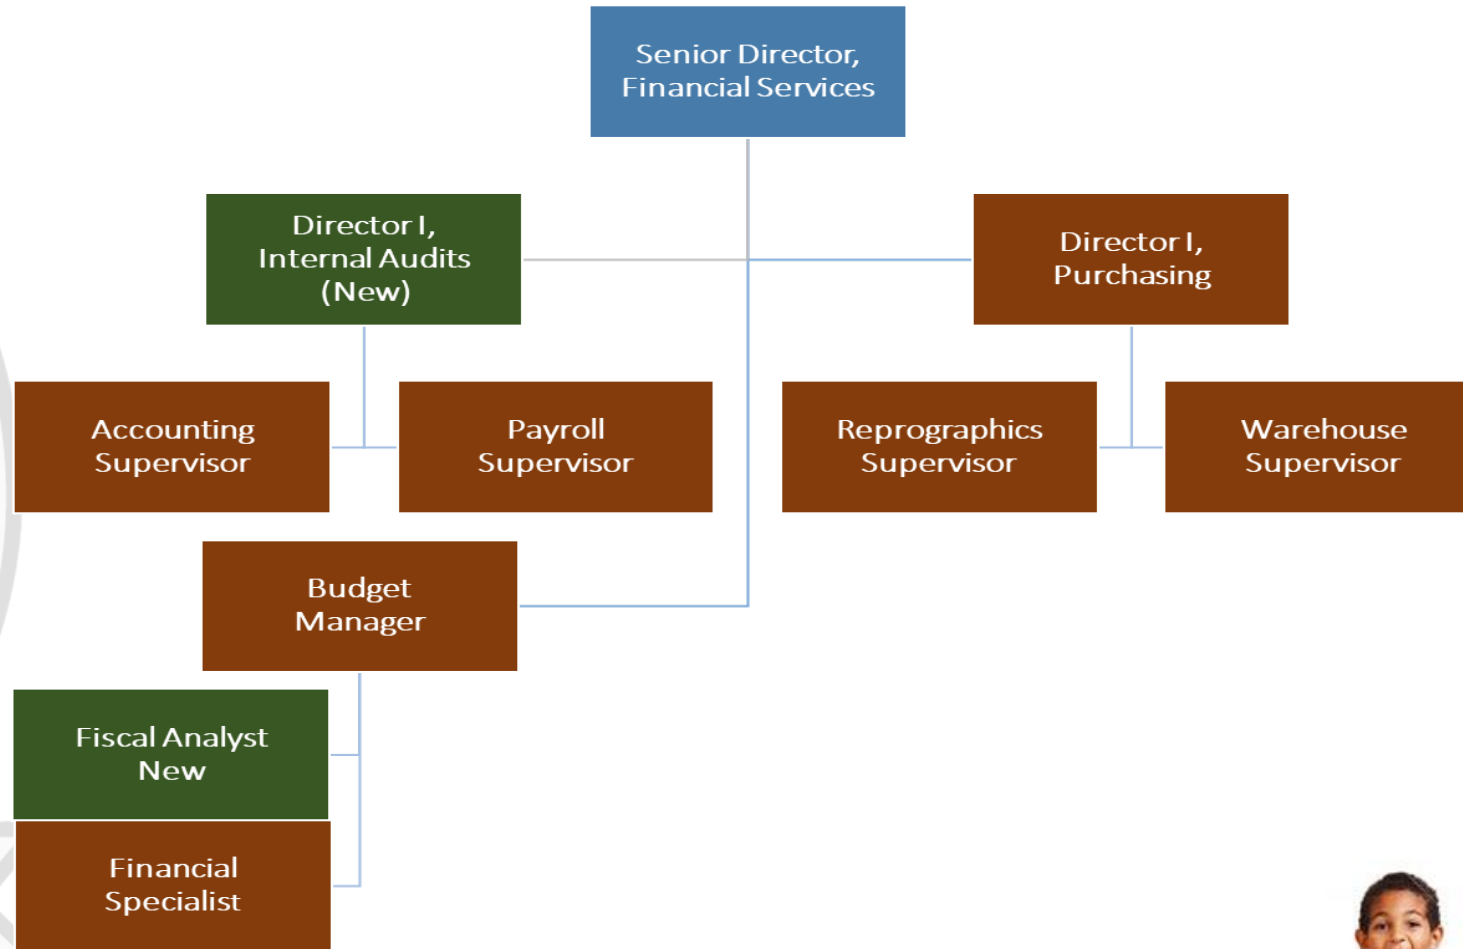 Senior Director,
Financial Services
Director I,
Internal Audits
(New)
Director I,
Purchasing
Accounting
Supervisor
Payroll
Supervisor
Reprographics
Supervisor
Warehouse
Supervisor
Budget
Manager
Fiscal Analyst
New
Financial
Specialist